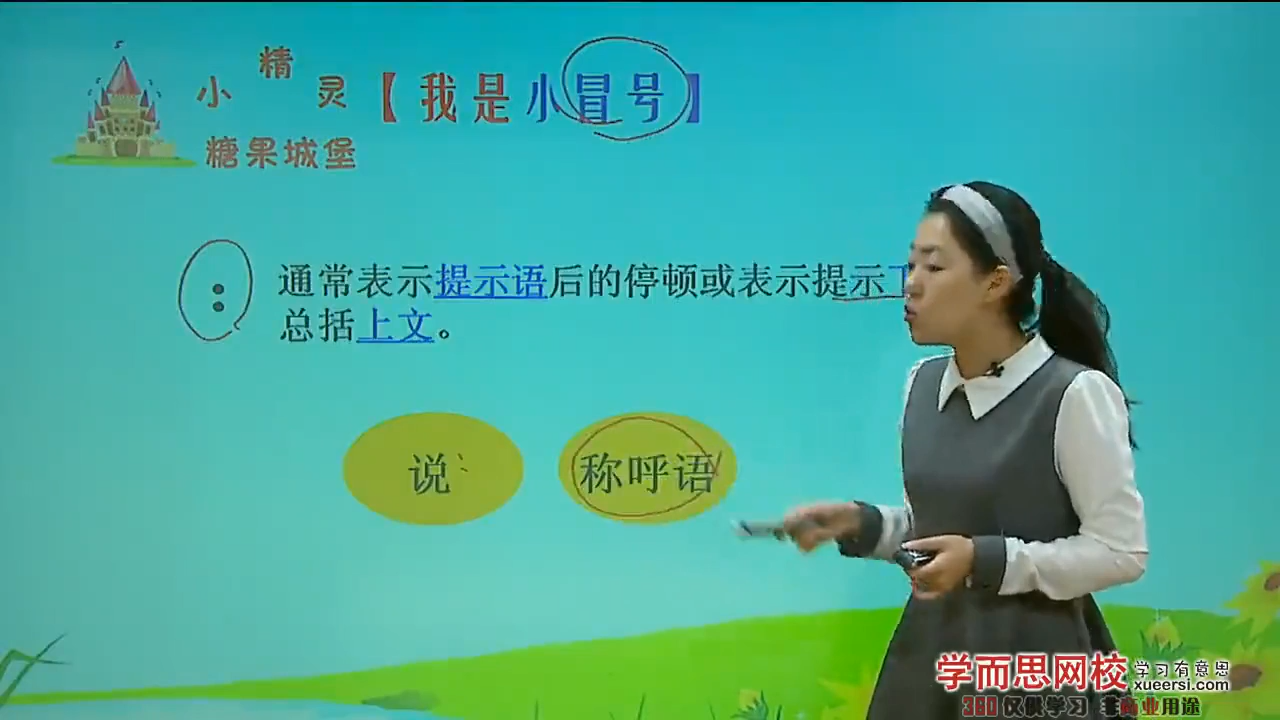 小精灵
糖果城堡
【我是小冒号】
： 通常表示提示语后的停顿或表示提示
总括上文。
说：
称呼语
学而思网校
学习有意思
xueersi.com
360 仅供学习 非商业用途